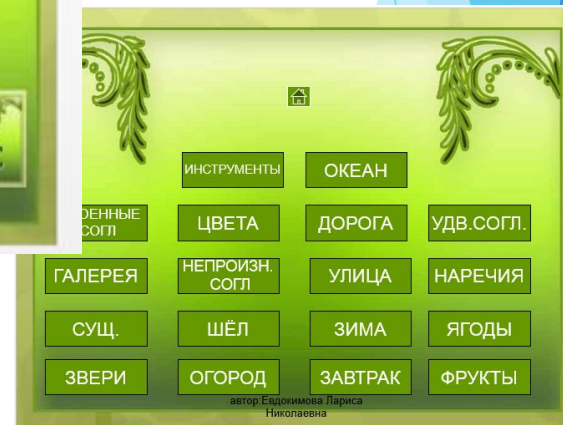 ИНСТРУМЕНТЫ ОКЕАН
СОГЛ ЦВЕТА ДОРОГА УДВ.СОГЛ.
ГАЛЕРЕЯ НЕПРОИЗН.
СОГЛ УЛИЦА НАРЕЧИЯ
СУЩ. ШЁЛ ЗИМА ЯГОДЫ
ЗВЕРИ ОГОРОД ЗАВТРАК ФРУКТЫ
автор:Евдокимова Лариса
Николаевна